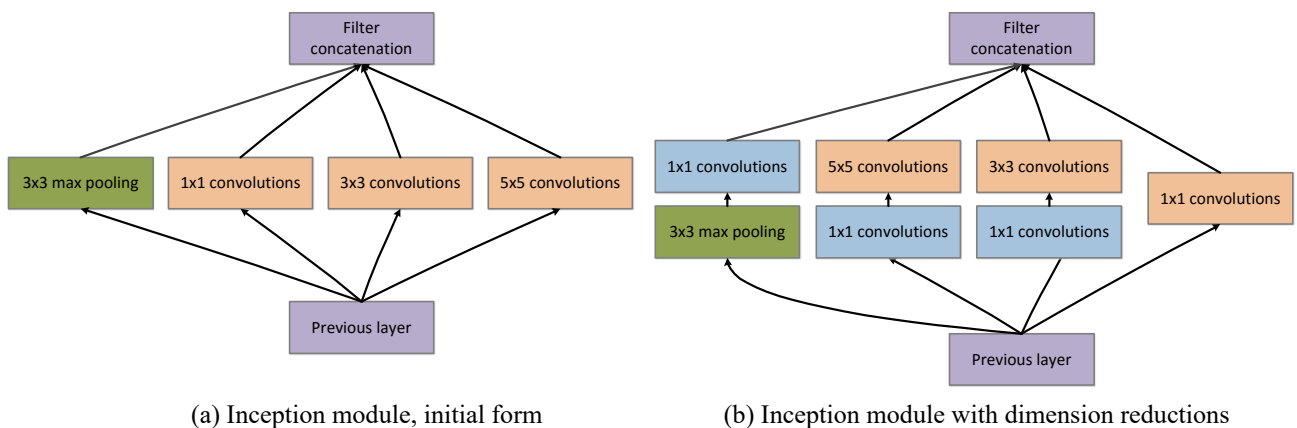 Filter
concatenation
3x3 max pooling
1x1 convolutions
3x3 convolutions
5x5 convolutions
Previous layer
(a) Inception module, initial form
Filter
concatenation
1x1 convolutions
5x5 convolutions
3x3 convolutions
1x1 convolutions
3x3 max pooling
1x1 convolutions
1x1 convolutions
Previous layer
(b) Inception module with dimension reductions